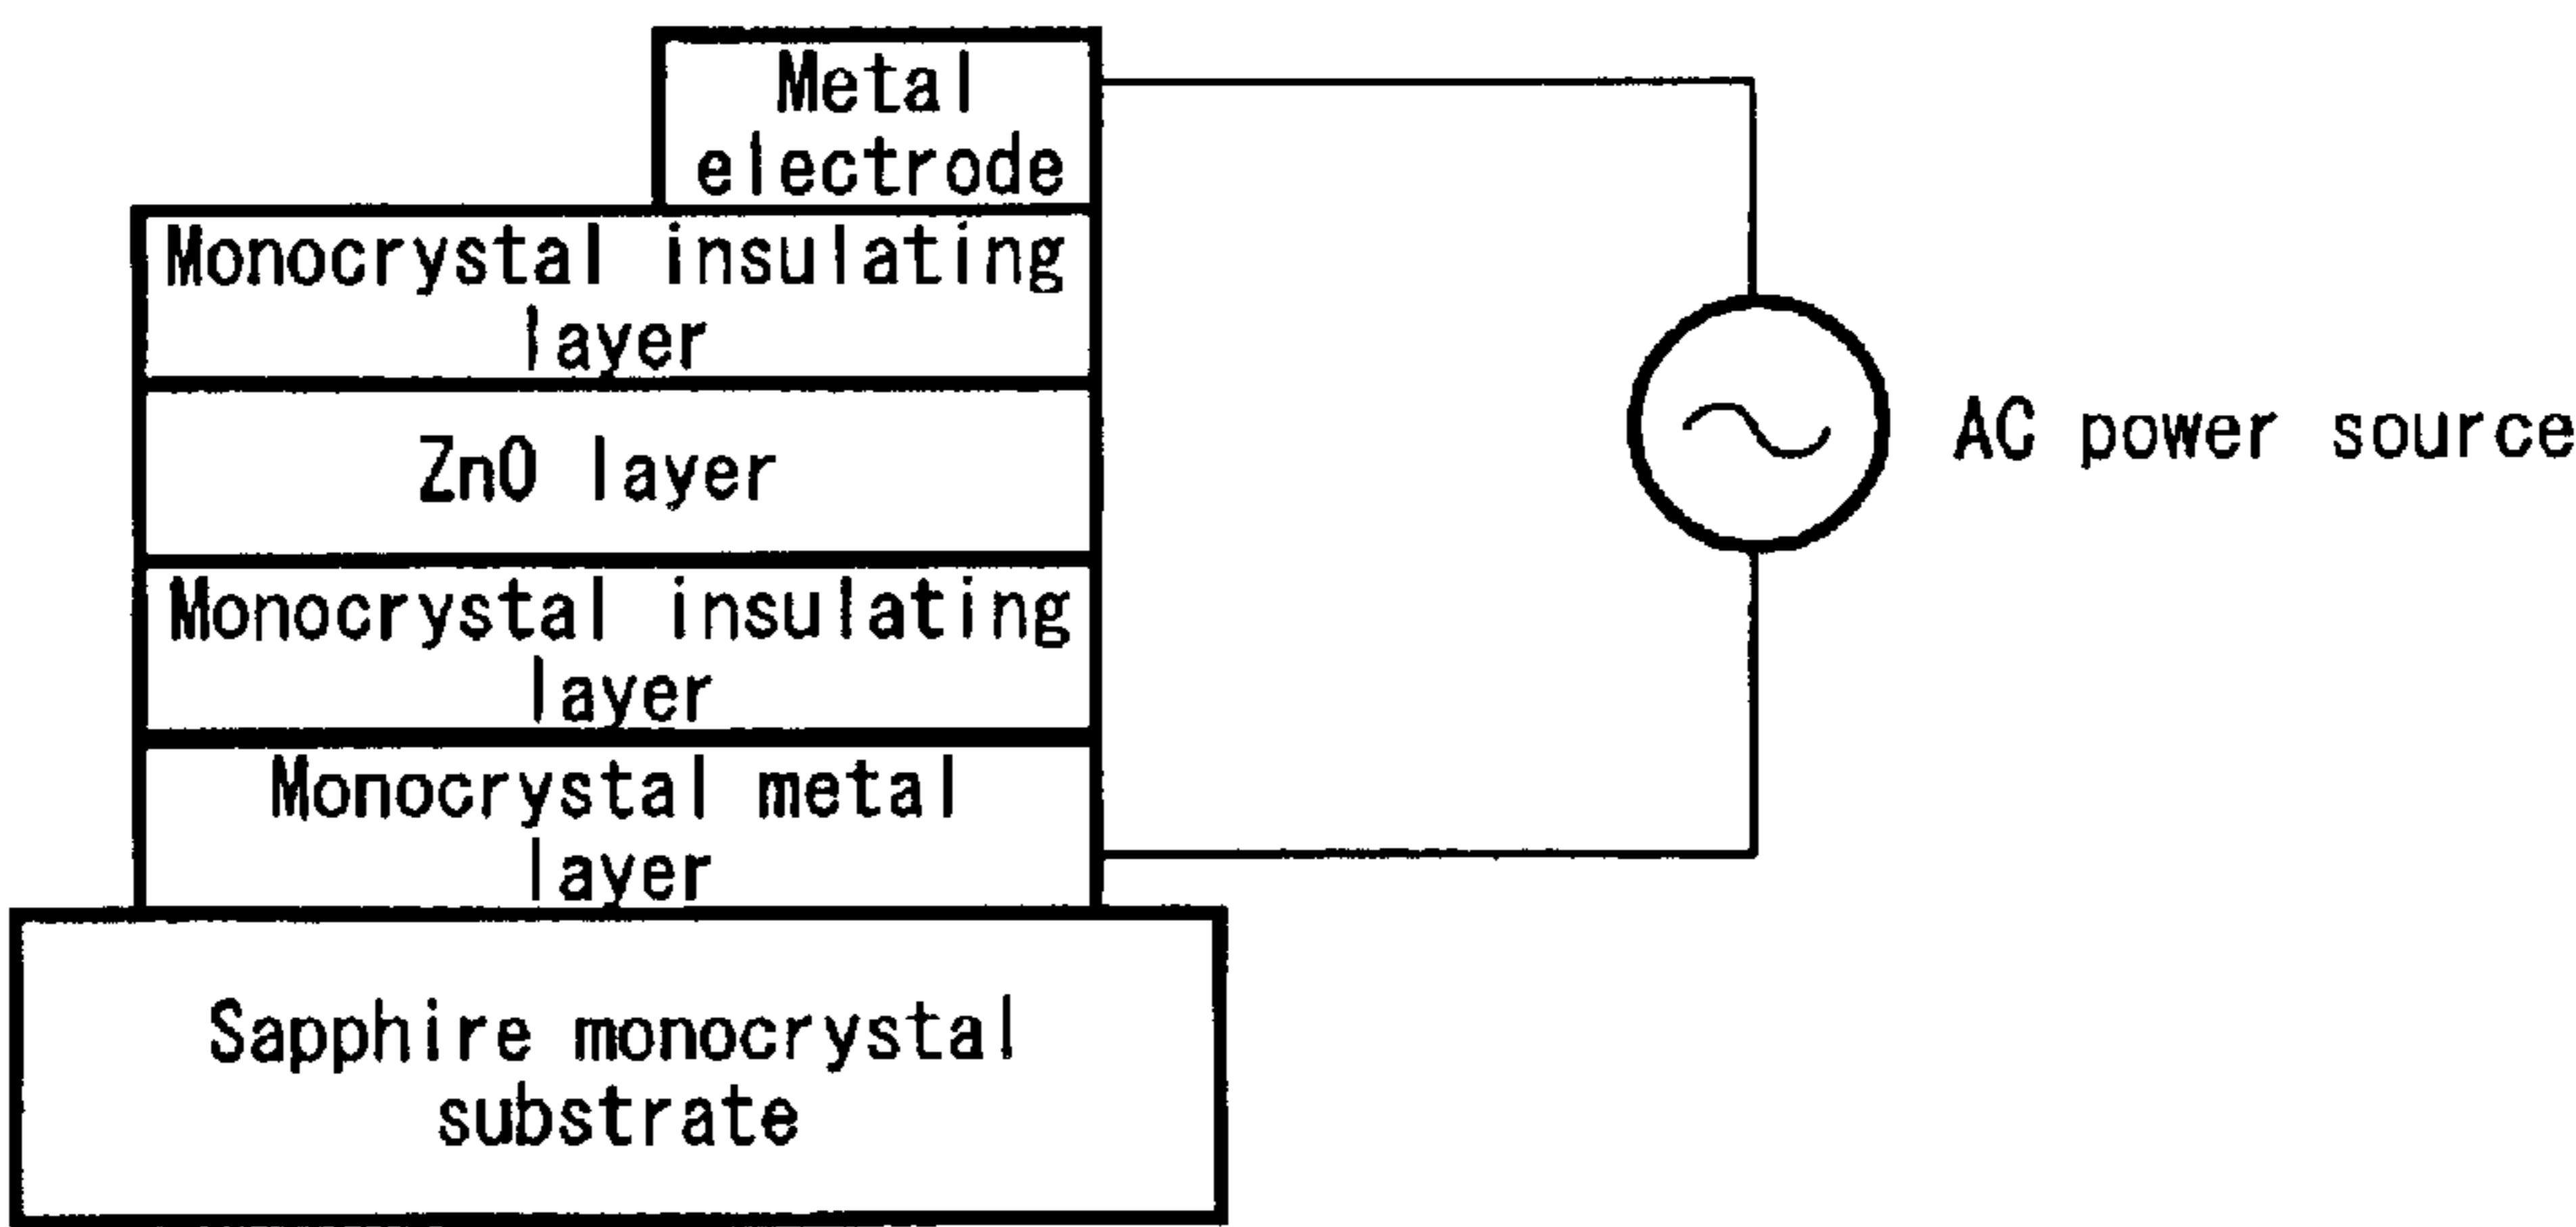 Metal
electrode
Monocrystal insulating
layer
ZnO layer
AC power source
Monocrystal insulating
layer
Monocrystal metal
layer
Sapphire monocrystal
substrate